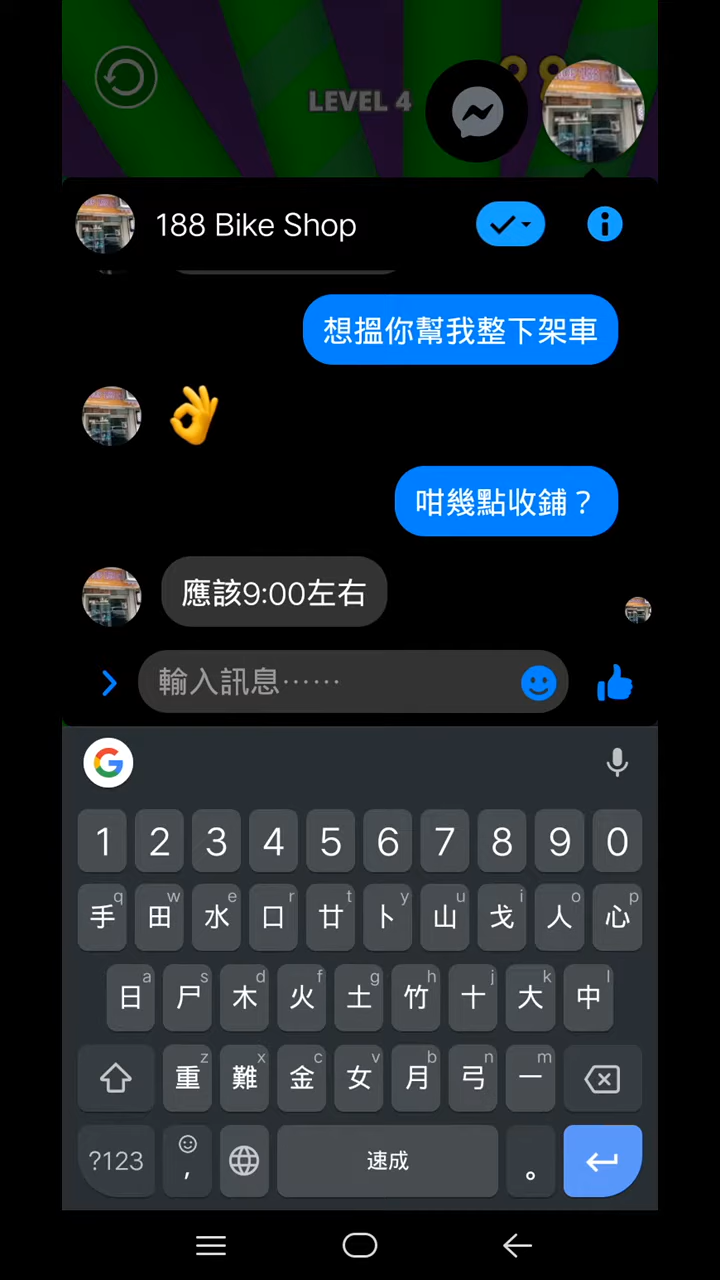 LEVEL 4
188 Bike Shop
想搵你幫我整下架車
👌
咁幾點收鋪？
應該9:00左右
輸入訊息⋯⋯
1 2 3 4 5 6 7 8 9 0
手 q 田 w 水 e 口 r 廿 t 卜 y 山 u 戈 i 人 o 心 p
日 a 尸 s 木 d 火 f 土 g 竹 h 十 j 大 k 中 l
重 z 難 x 金 c 女 v 月 b 弓 n 一 m
?123 , 速成 。